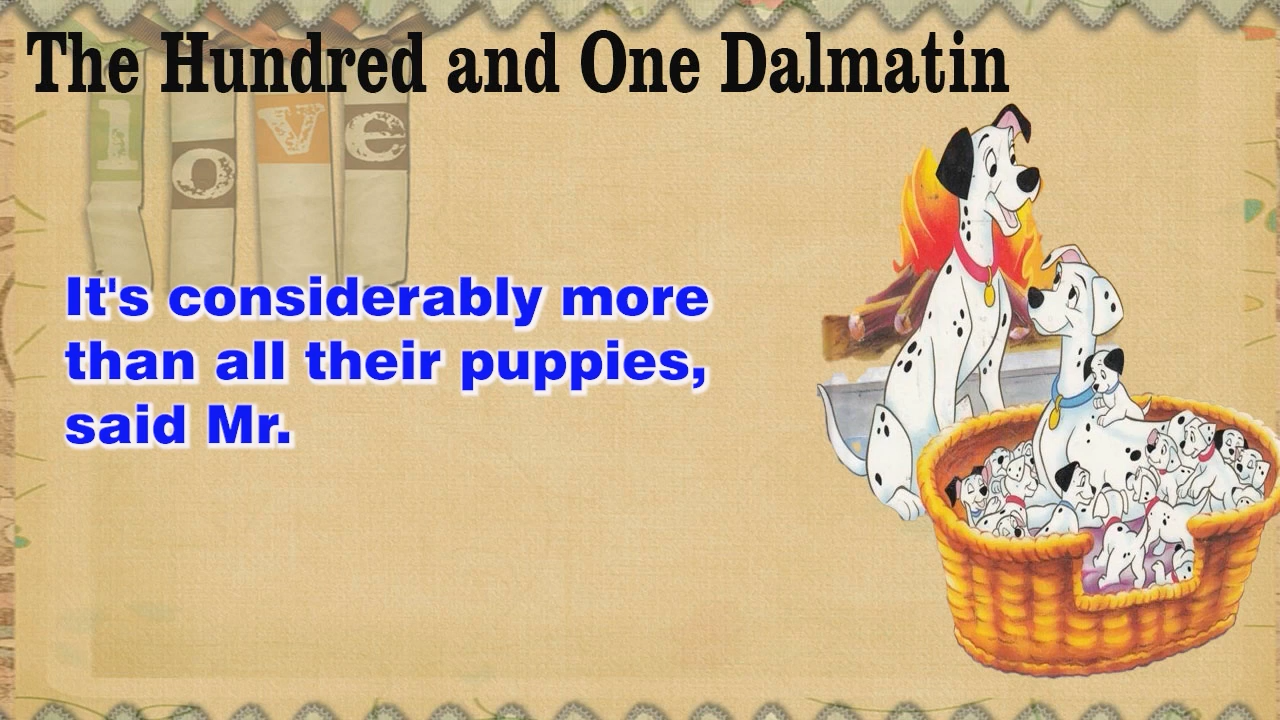 The Hundred and One Dalmatin
love
It's considerably more
than all their puppies,
said Mr.